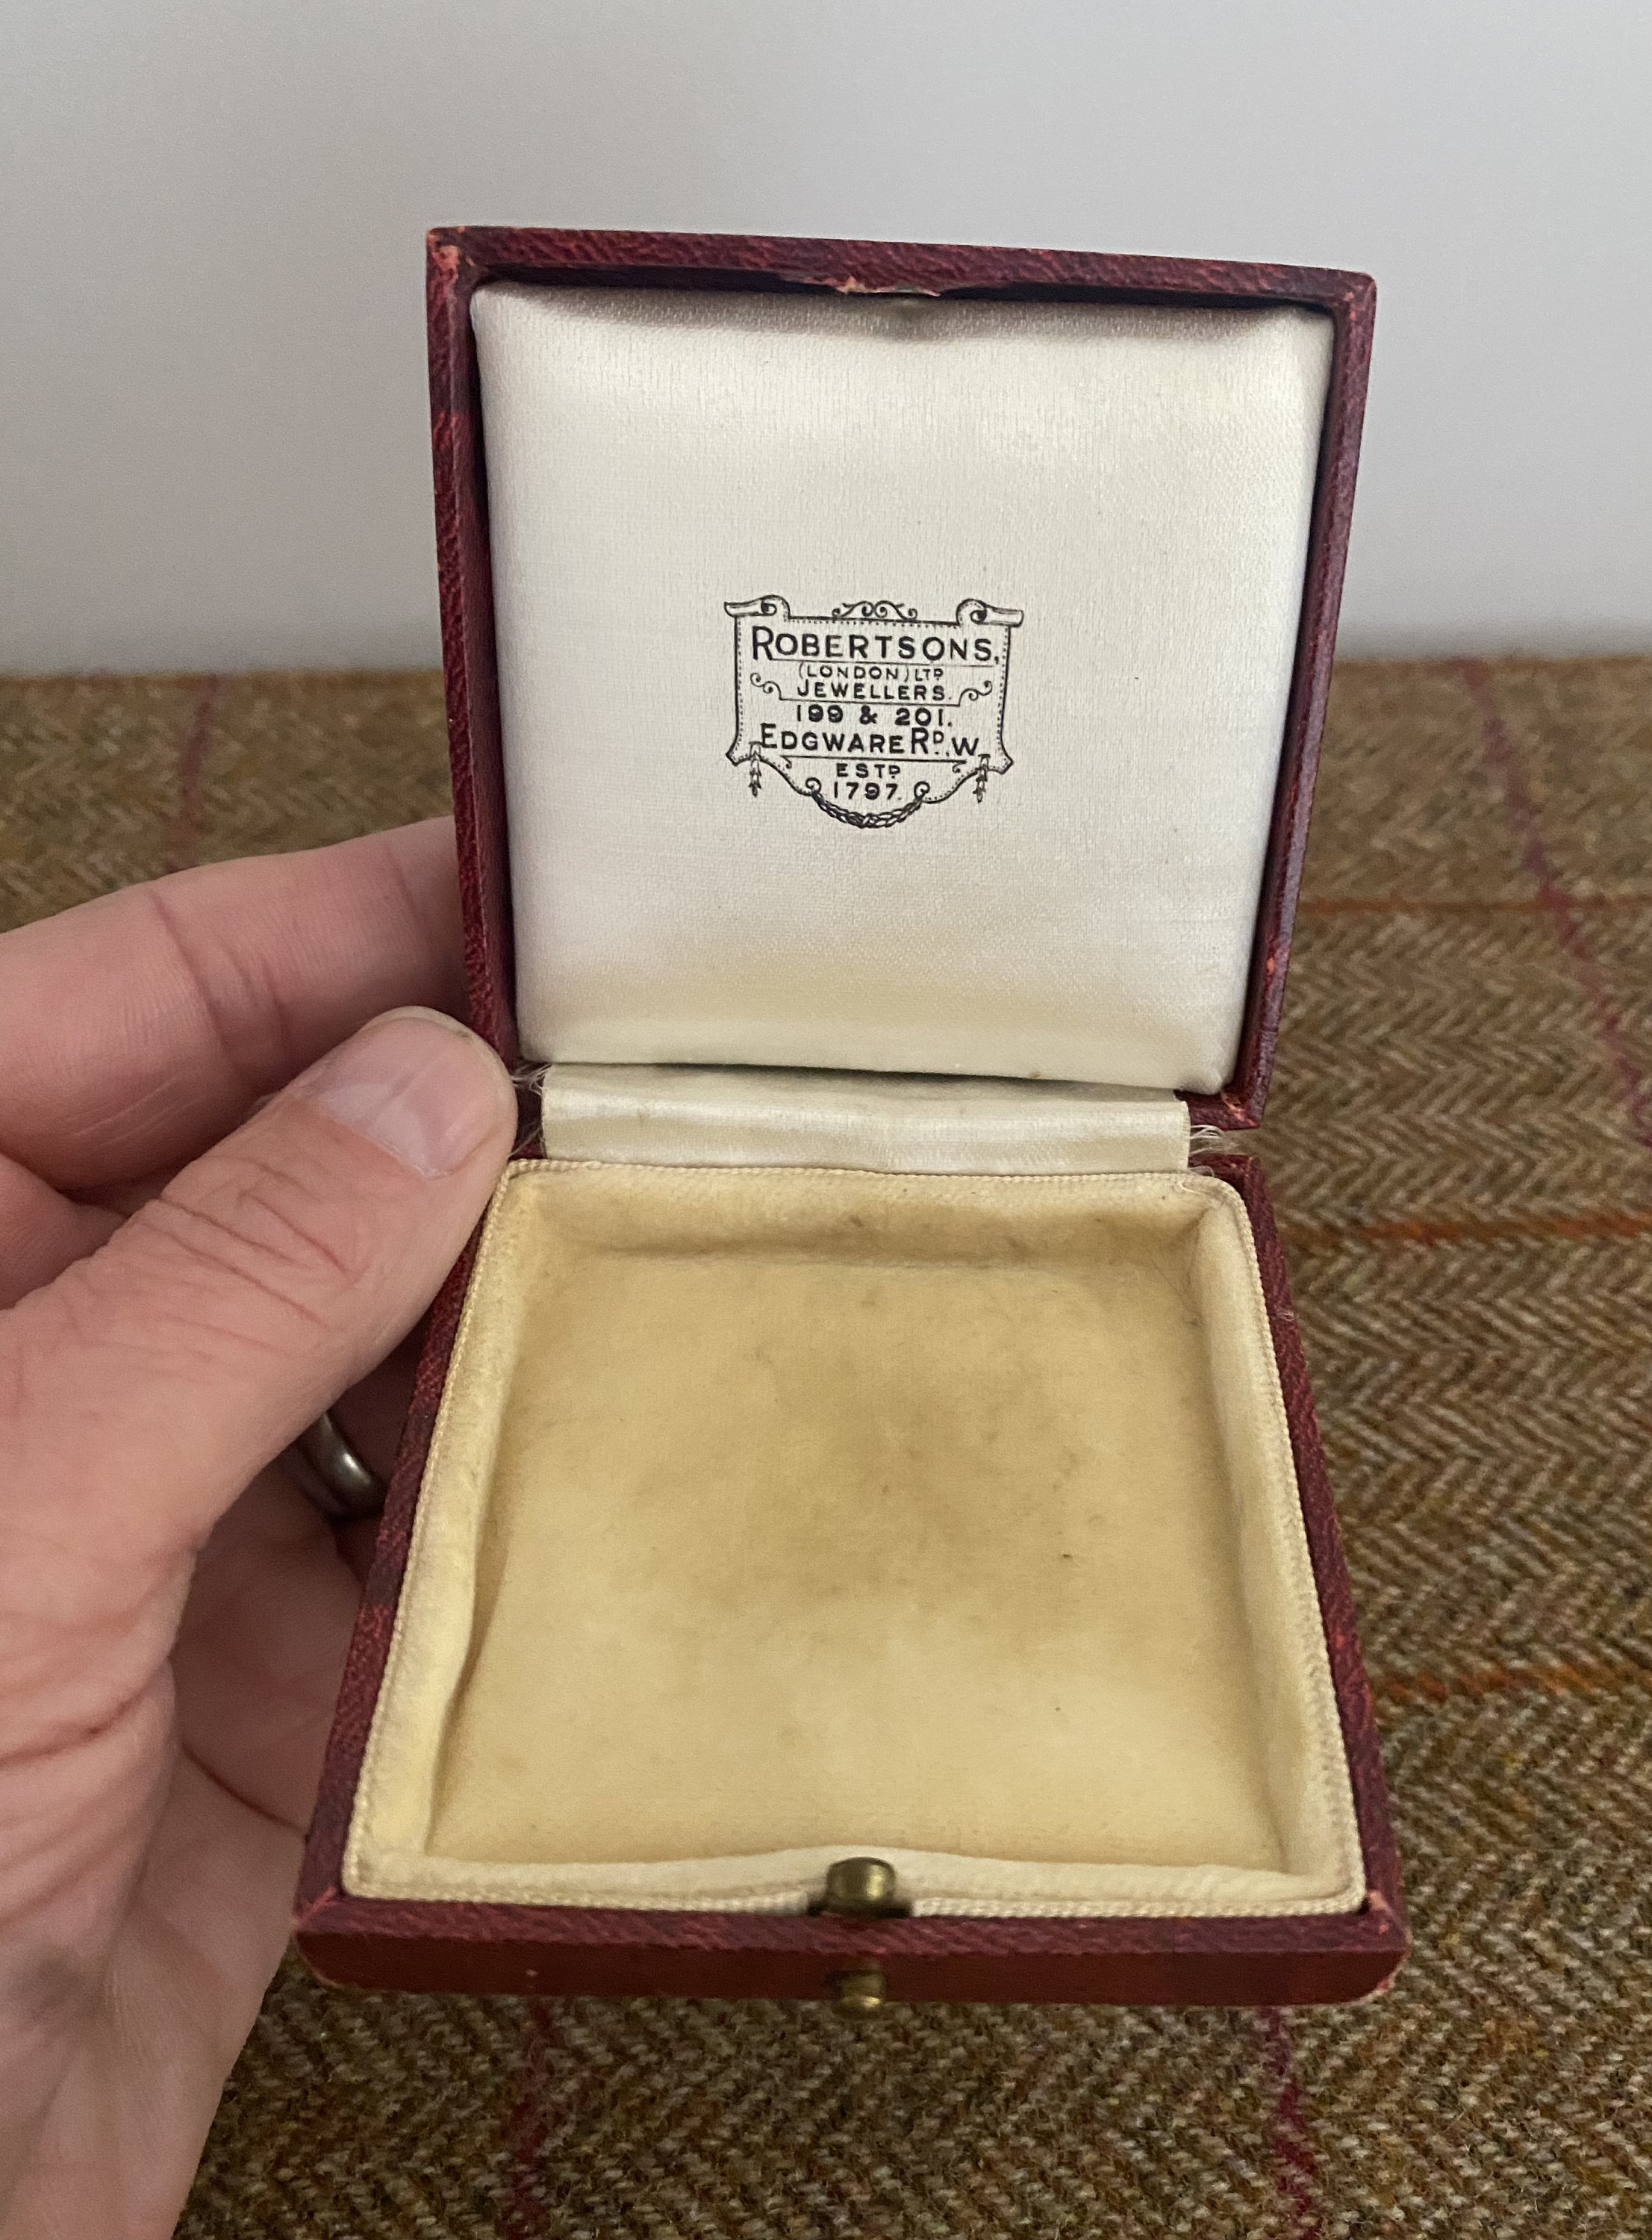 ROBERTSONS,
(LONDON) LTD
JEWELLERS.
199 & 201.
EDGWARE RD. W.
ESTD
1797.